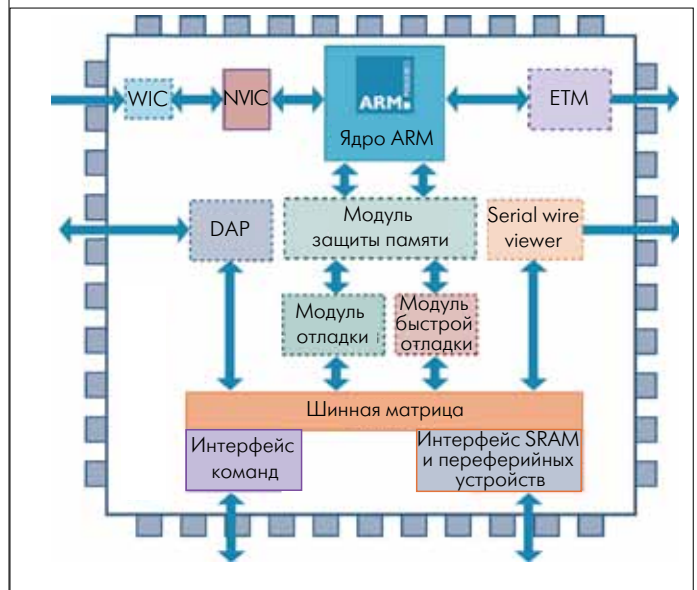 WIC
NVIC
ARM
Ядро ARM
ETM
DAP
Модуль
защиты памяти
Serial wire
viewer
Модуль
отладки
Модуль
быстрой
отладки
Шинная матрица
Интерфейс
команд
Интерфейс SRAM
и переферийных
устройств